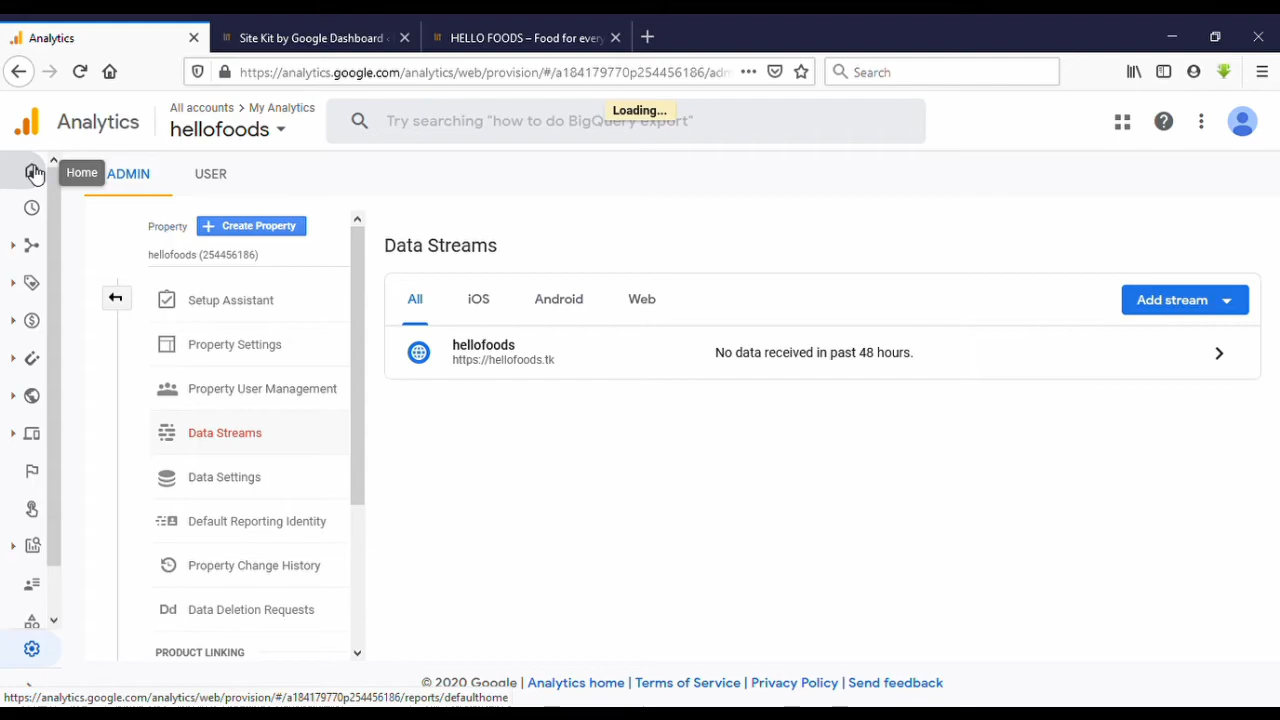 Analytics
Site Kit by Google Dashboard
HELLO FOODS – Food for every
https://analytics.google.com/analytics/web/provision/#/a184179770p254456186/adm
Search
Analytics
All accounts > My Analytics
hellofoods
Try searching "how to do BigQuery export"
Loading...
Home
ADMIN
USER
Property
+ Create Property
hellofoods (254456186)
Setup Assistant
Property Settings
Property User Management
Data Streams
Data Settings
Default Reporting Identity
Property Change History
Dd Data Deletion Requests
PRODUCT LINKING
Data Streams
All
iOS
Android
Web
Add stream
hellofoods
https://hellofoods.tk
No data received in past 48 hours.
© 2020 Google | Analytics home | Terms of Service | Privacy Policy | Send feedback
https://analytics.google.com/analytics/web/provision/#/a184179770p254456186/reports/defaulthome